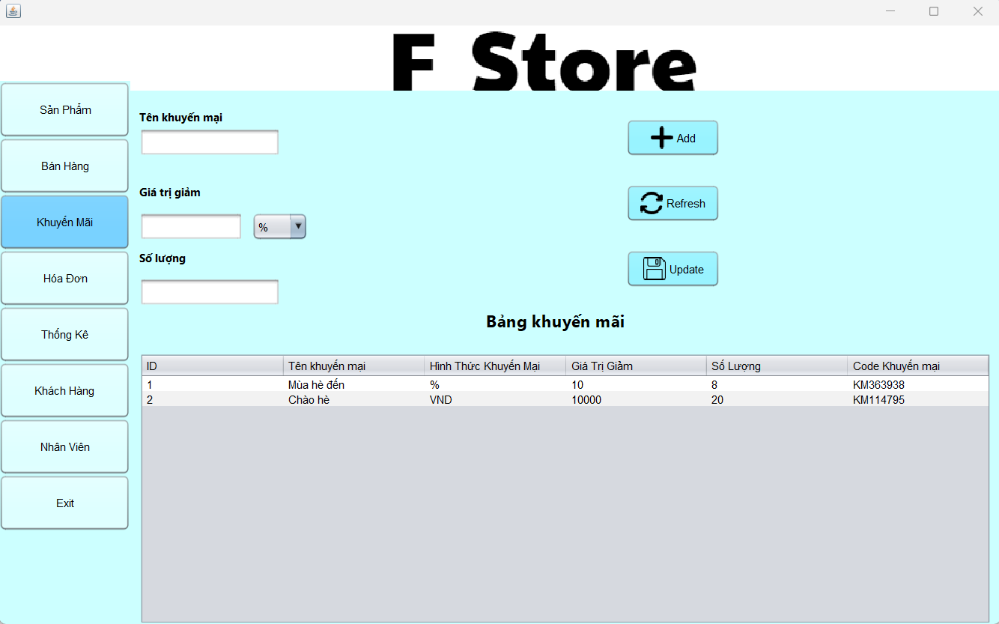 F Store
Sản Phẩm
Bán Hàng
Khuyến Mãi
Hóa Đơn
Thống Kê
Khách Hàng
Nhân Viên
Exit
Tên khuyến mại
Giá trị giảm
%
Số lượng
Add
Refresh
Update
Bảng khuyến mãi
ID Tên khuyến mại Hình Thức Khuyến Mại Giá Trị Giảm Số Lượng Code Khuyến mại
1 Mùa hè đến % 10 8 KM363938
2 Chào hè VND 10000 20 KM114795